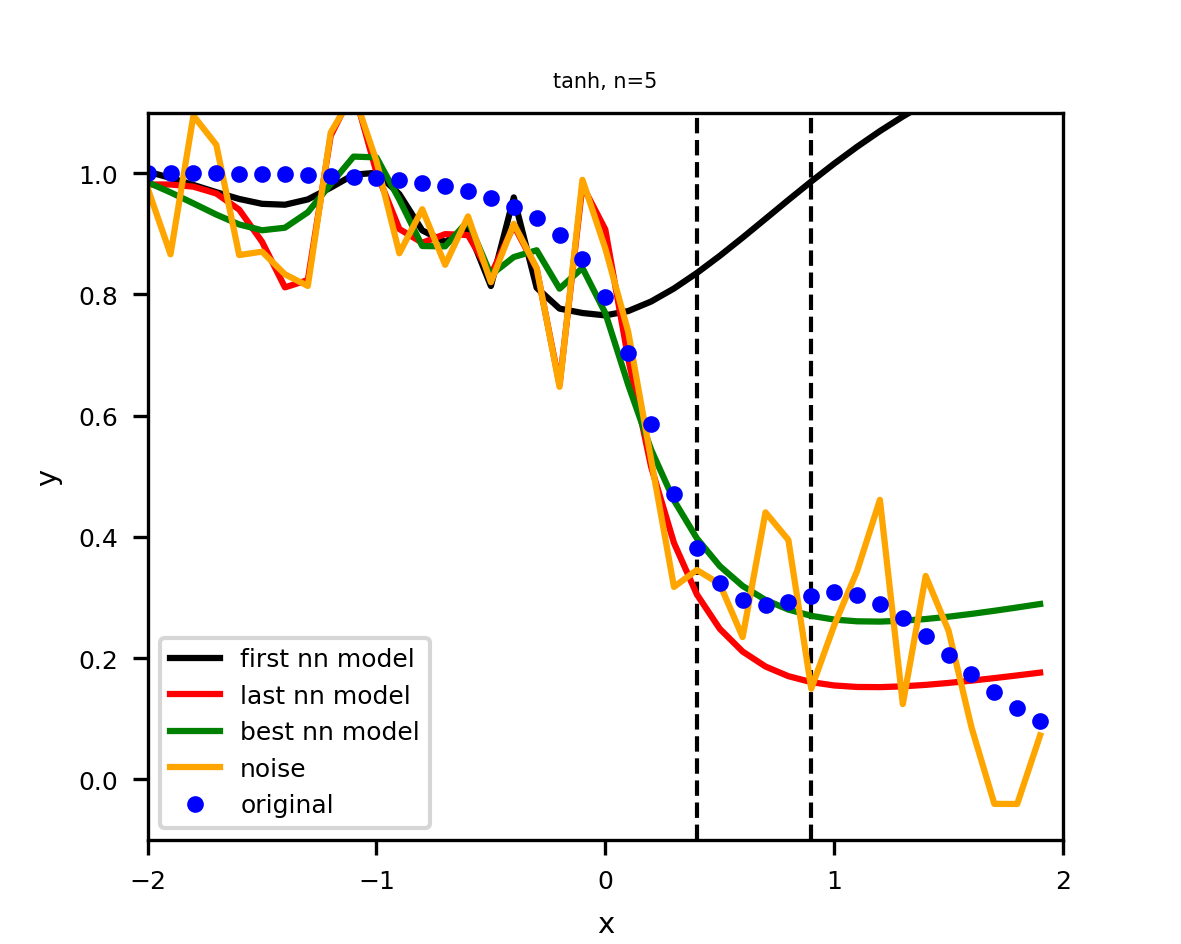 tanh, n=5
1.0
0.8
0.6
0.4
0.2
0.0
y
first nn model
last nn model
best nn model
noise
original
−2
−1
0
1
2
x